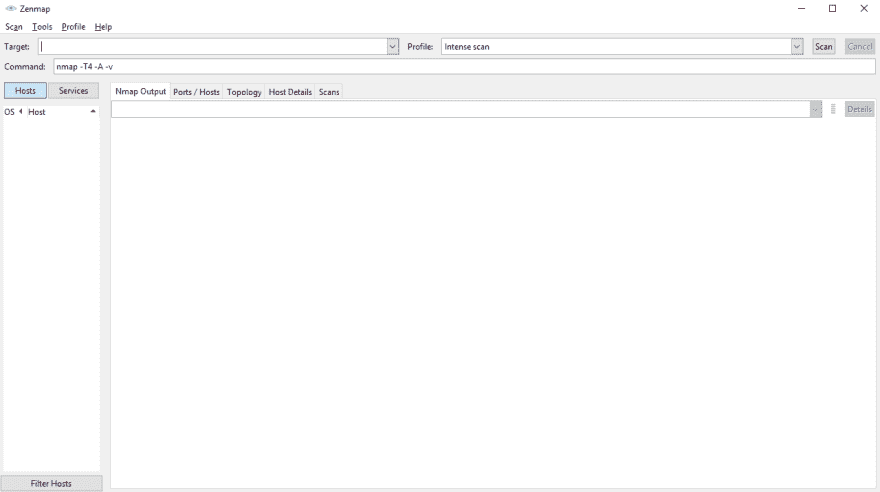 Zenmap
Scan Tools Profile Help
Target: Profile: Intense scan Scan Cancel
Command: nmap -T4 -A -v
Hosts Services Nmap Output Ports / Hosts Topology Host Details Scans
OS Host Details
Filter Hosts